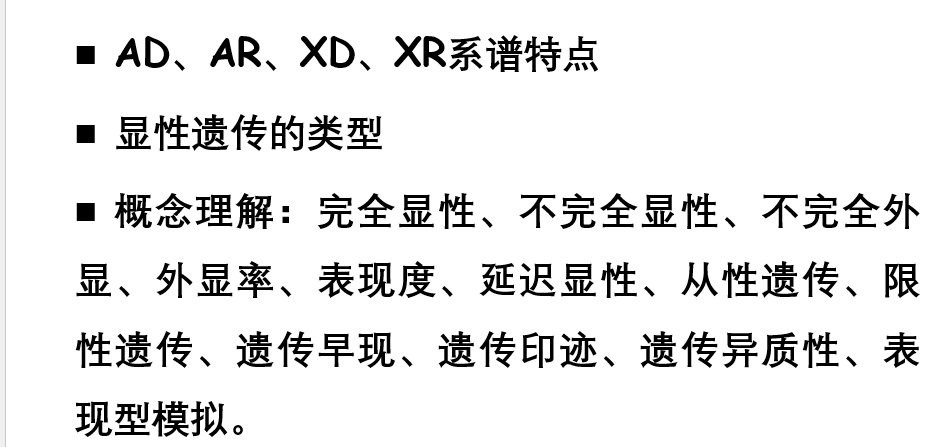 ■ AD、AR、XD、XR系谱特点
■ 显性遗传的类型
■ 概念理解：完全显性、不完全显性、不完全外
显、外显率、表现度、延迟显性、从性遗传、限
性遗传、遗传早现、遗传印迹、遗传异质性、表
现型模拟。